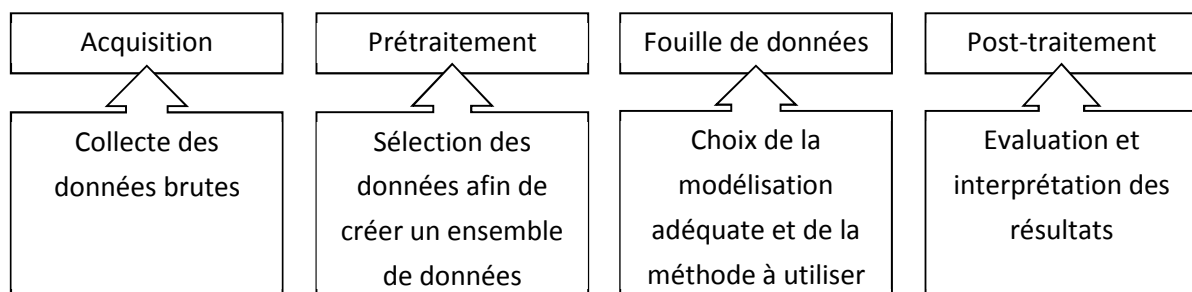 Acquisition
Prétraitement
Fouille de données
Post-traitement
Collecte des
données brutes
Sélection des
données afin de
créer un ensemble
de données
Choix de la
modélisation
adéquate et de la
méthode à utiliser
Evaluation et
interprétation des
résultats